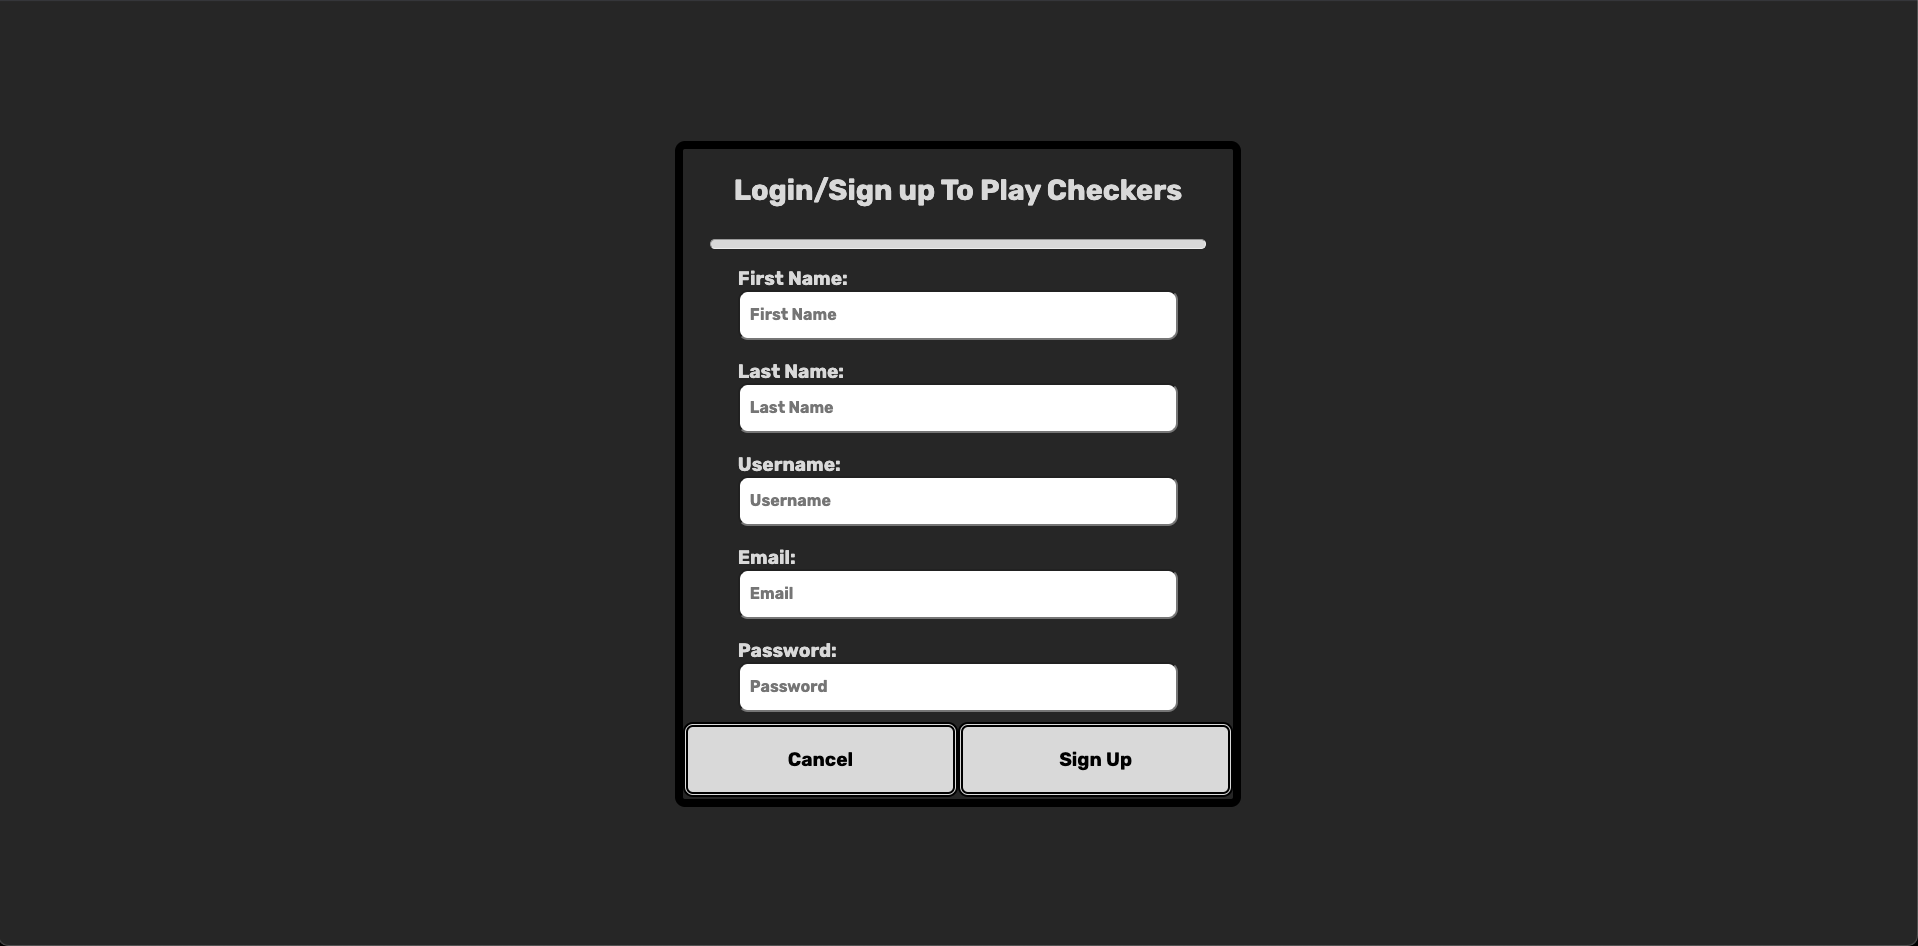 Login/Sign up To Play Checkers
First Name:
First Name
Last Name:
Last Name
Username:
Username
Email:
Email
Password:
Password
Cancel Sign Up